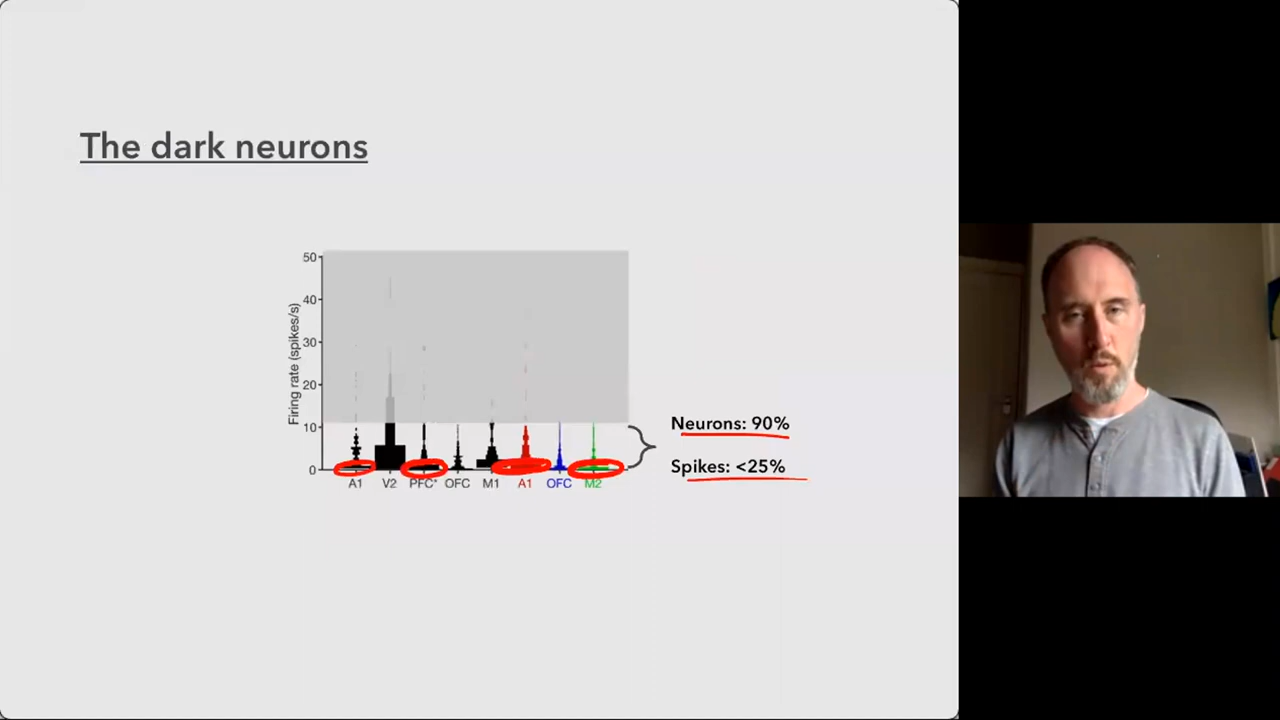 The dark neurons
50
40
30
20
10
0
Firing rate (spikes/s)
A1 V2 PFC* OFC M1 A1 OFC M2
Neurons: 90%
Spikes: <25%